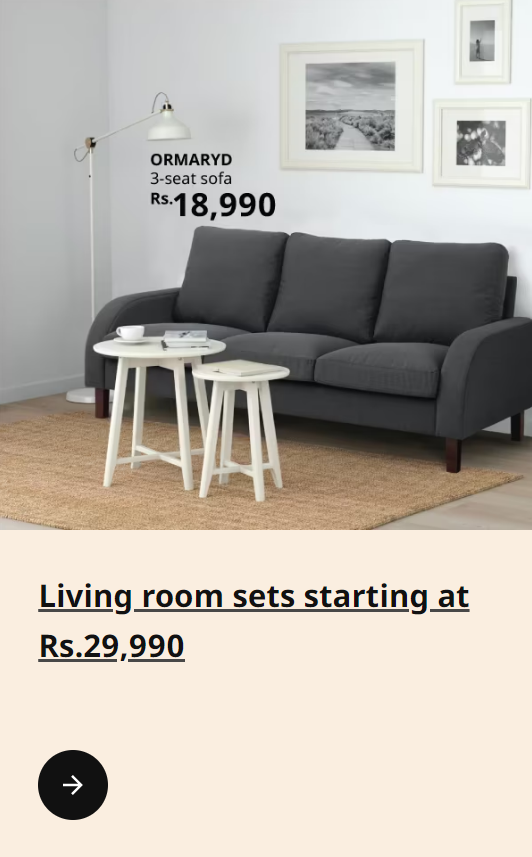 ORMARYD
3-seat sofa
Rs.18,990
Living room sets starting at
Rs.29,990